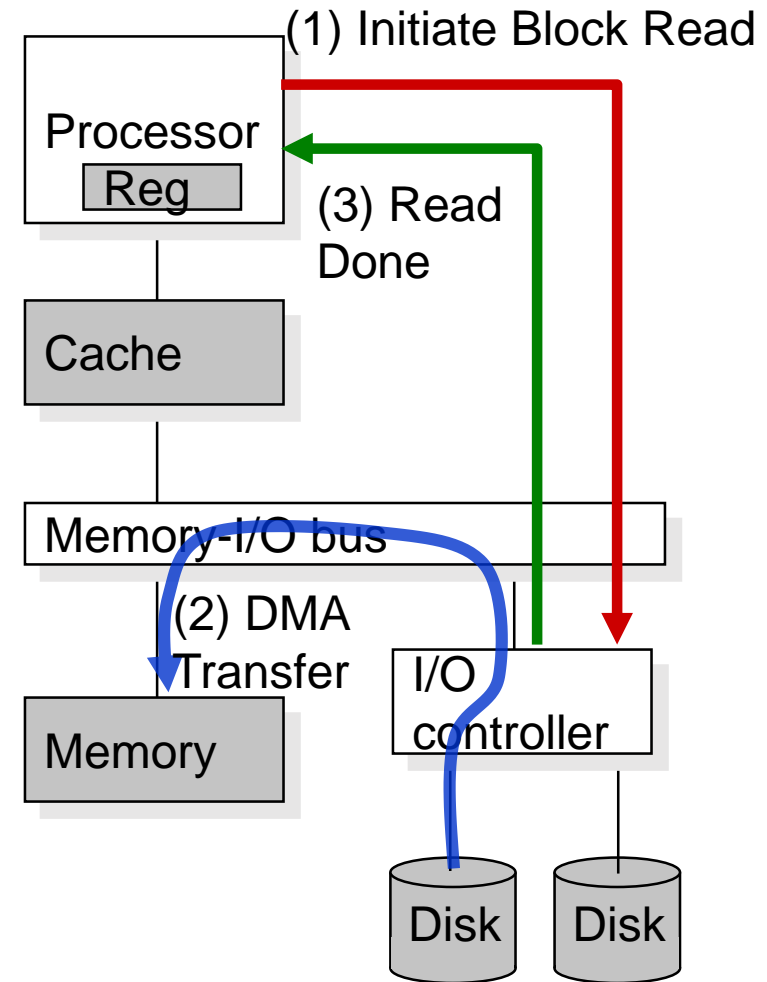 (1) Initiate Block Read
Processor
Reg
(3) Read
Done
Cache
Memory-I/O bus
(2) DMA
Transfer
I/O
controller
Memory
Disk
Disk